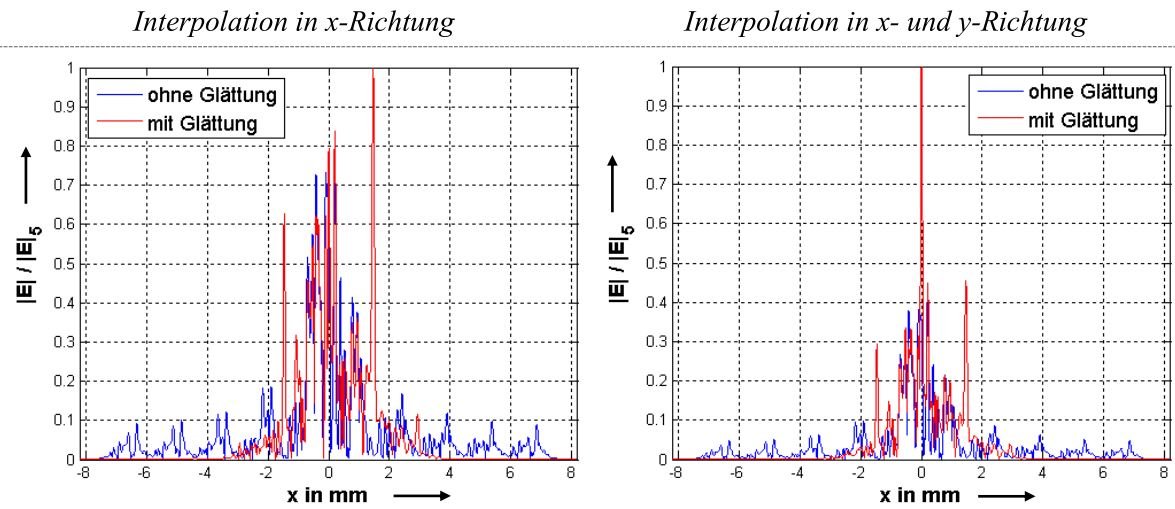 Interpolation in x-Richtung
Interpolation in x- und y-Richtung
1
0.9
0.8
0.7
0.6
0.5
0.4
0.3
0.2
0.1
0
ohne Glättung
mit Glättung
|E| / |E|5
-8 -6 -4 -2 0 2 4 6 8
x in mm
1
0.9
0.8
0.7
0.6
0.5
0.4
0.3
0.2
0.1
0
ohne Glättung
mit Glättung
|E| / |E|5
-8 -6 -4 -2 0 2 4 6 8
x in mm